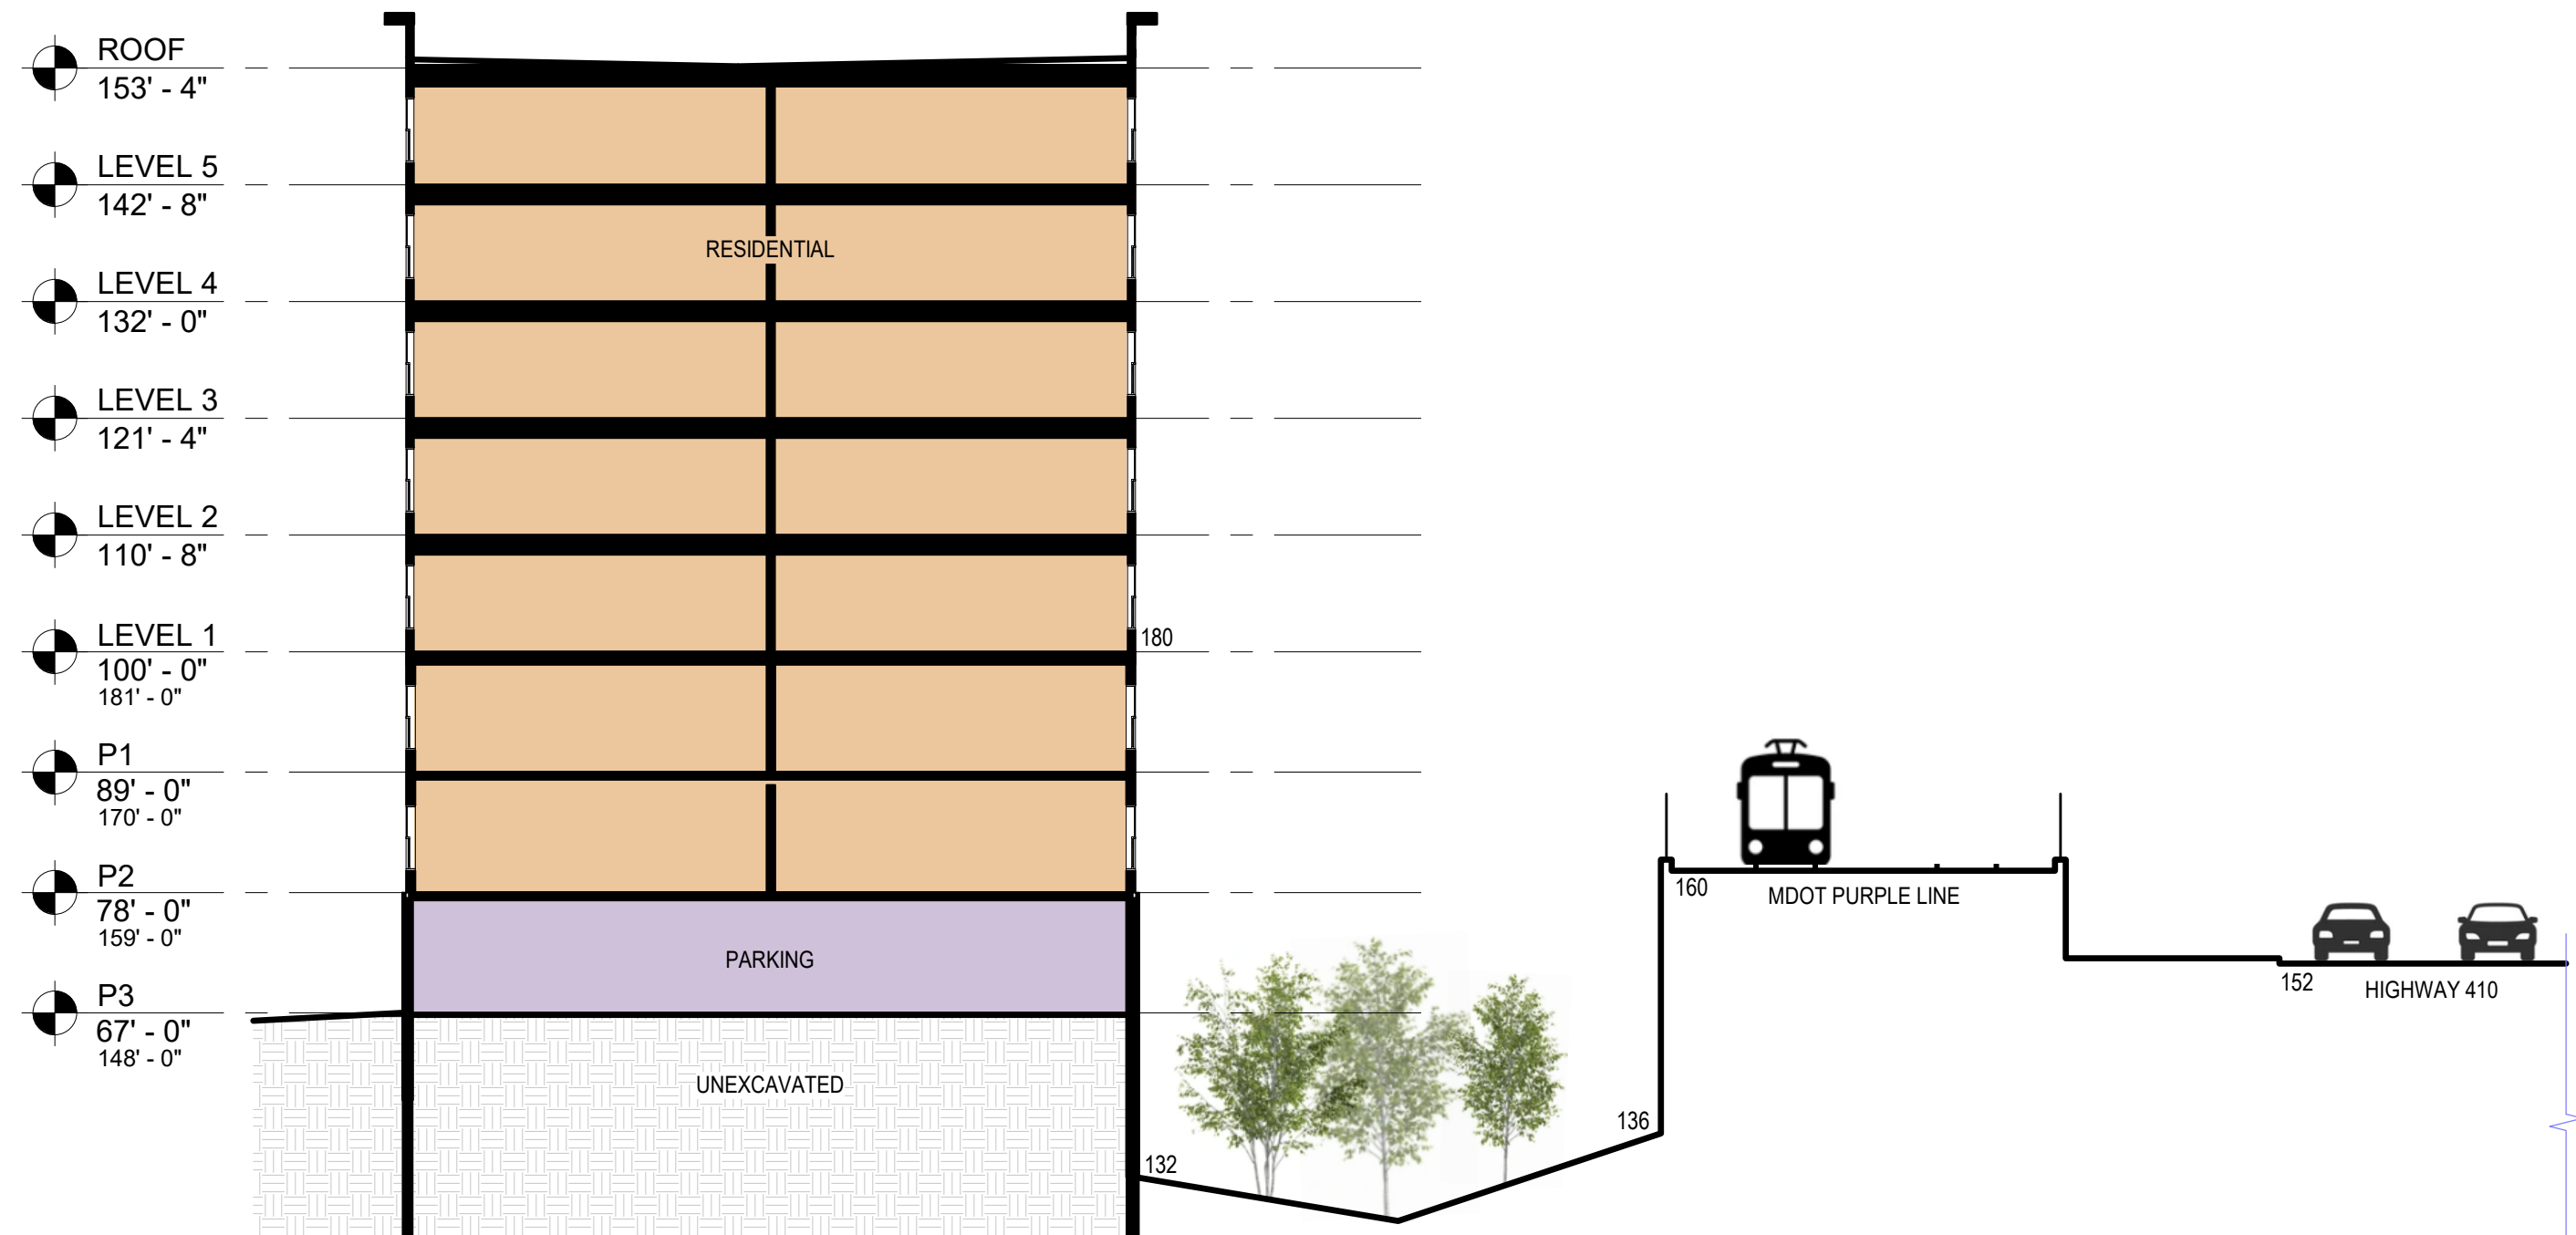 ROOF
153' - 4"
LEVEL 5
142' - 8"
RESIDENTIAL
LEVEL 4
132' - 0"
LEVEL 3
121' - 4"
LEVEL 2
110' - 8"
LEVEL 1
100' - 0"
181' - 0"
180
P1
89' - 0"
170' - 0"
P2
78' - 0"
159' - 0"
160
MDOT PURPLE LINE
PARKING
152
HIGHWAY 410
P3
67' - 0"
148' - 0"
UNEXCAVATED
132
136